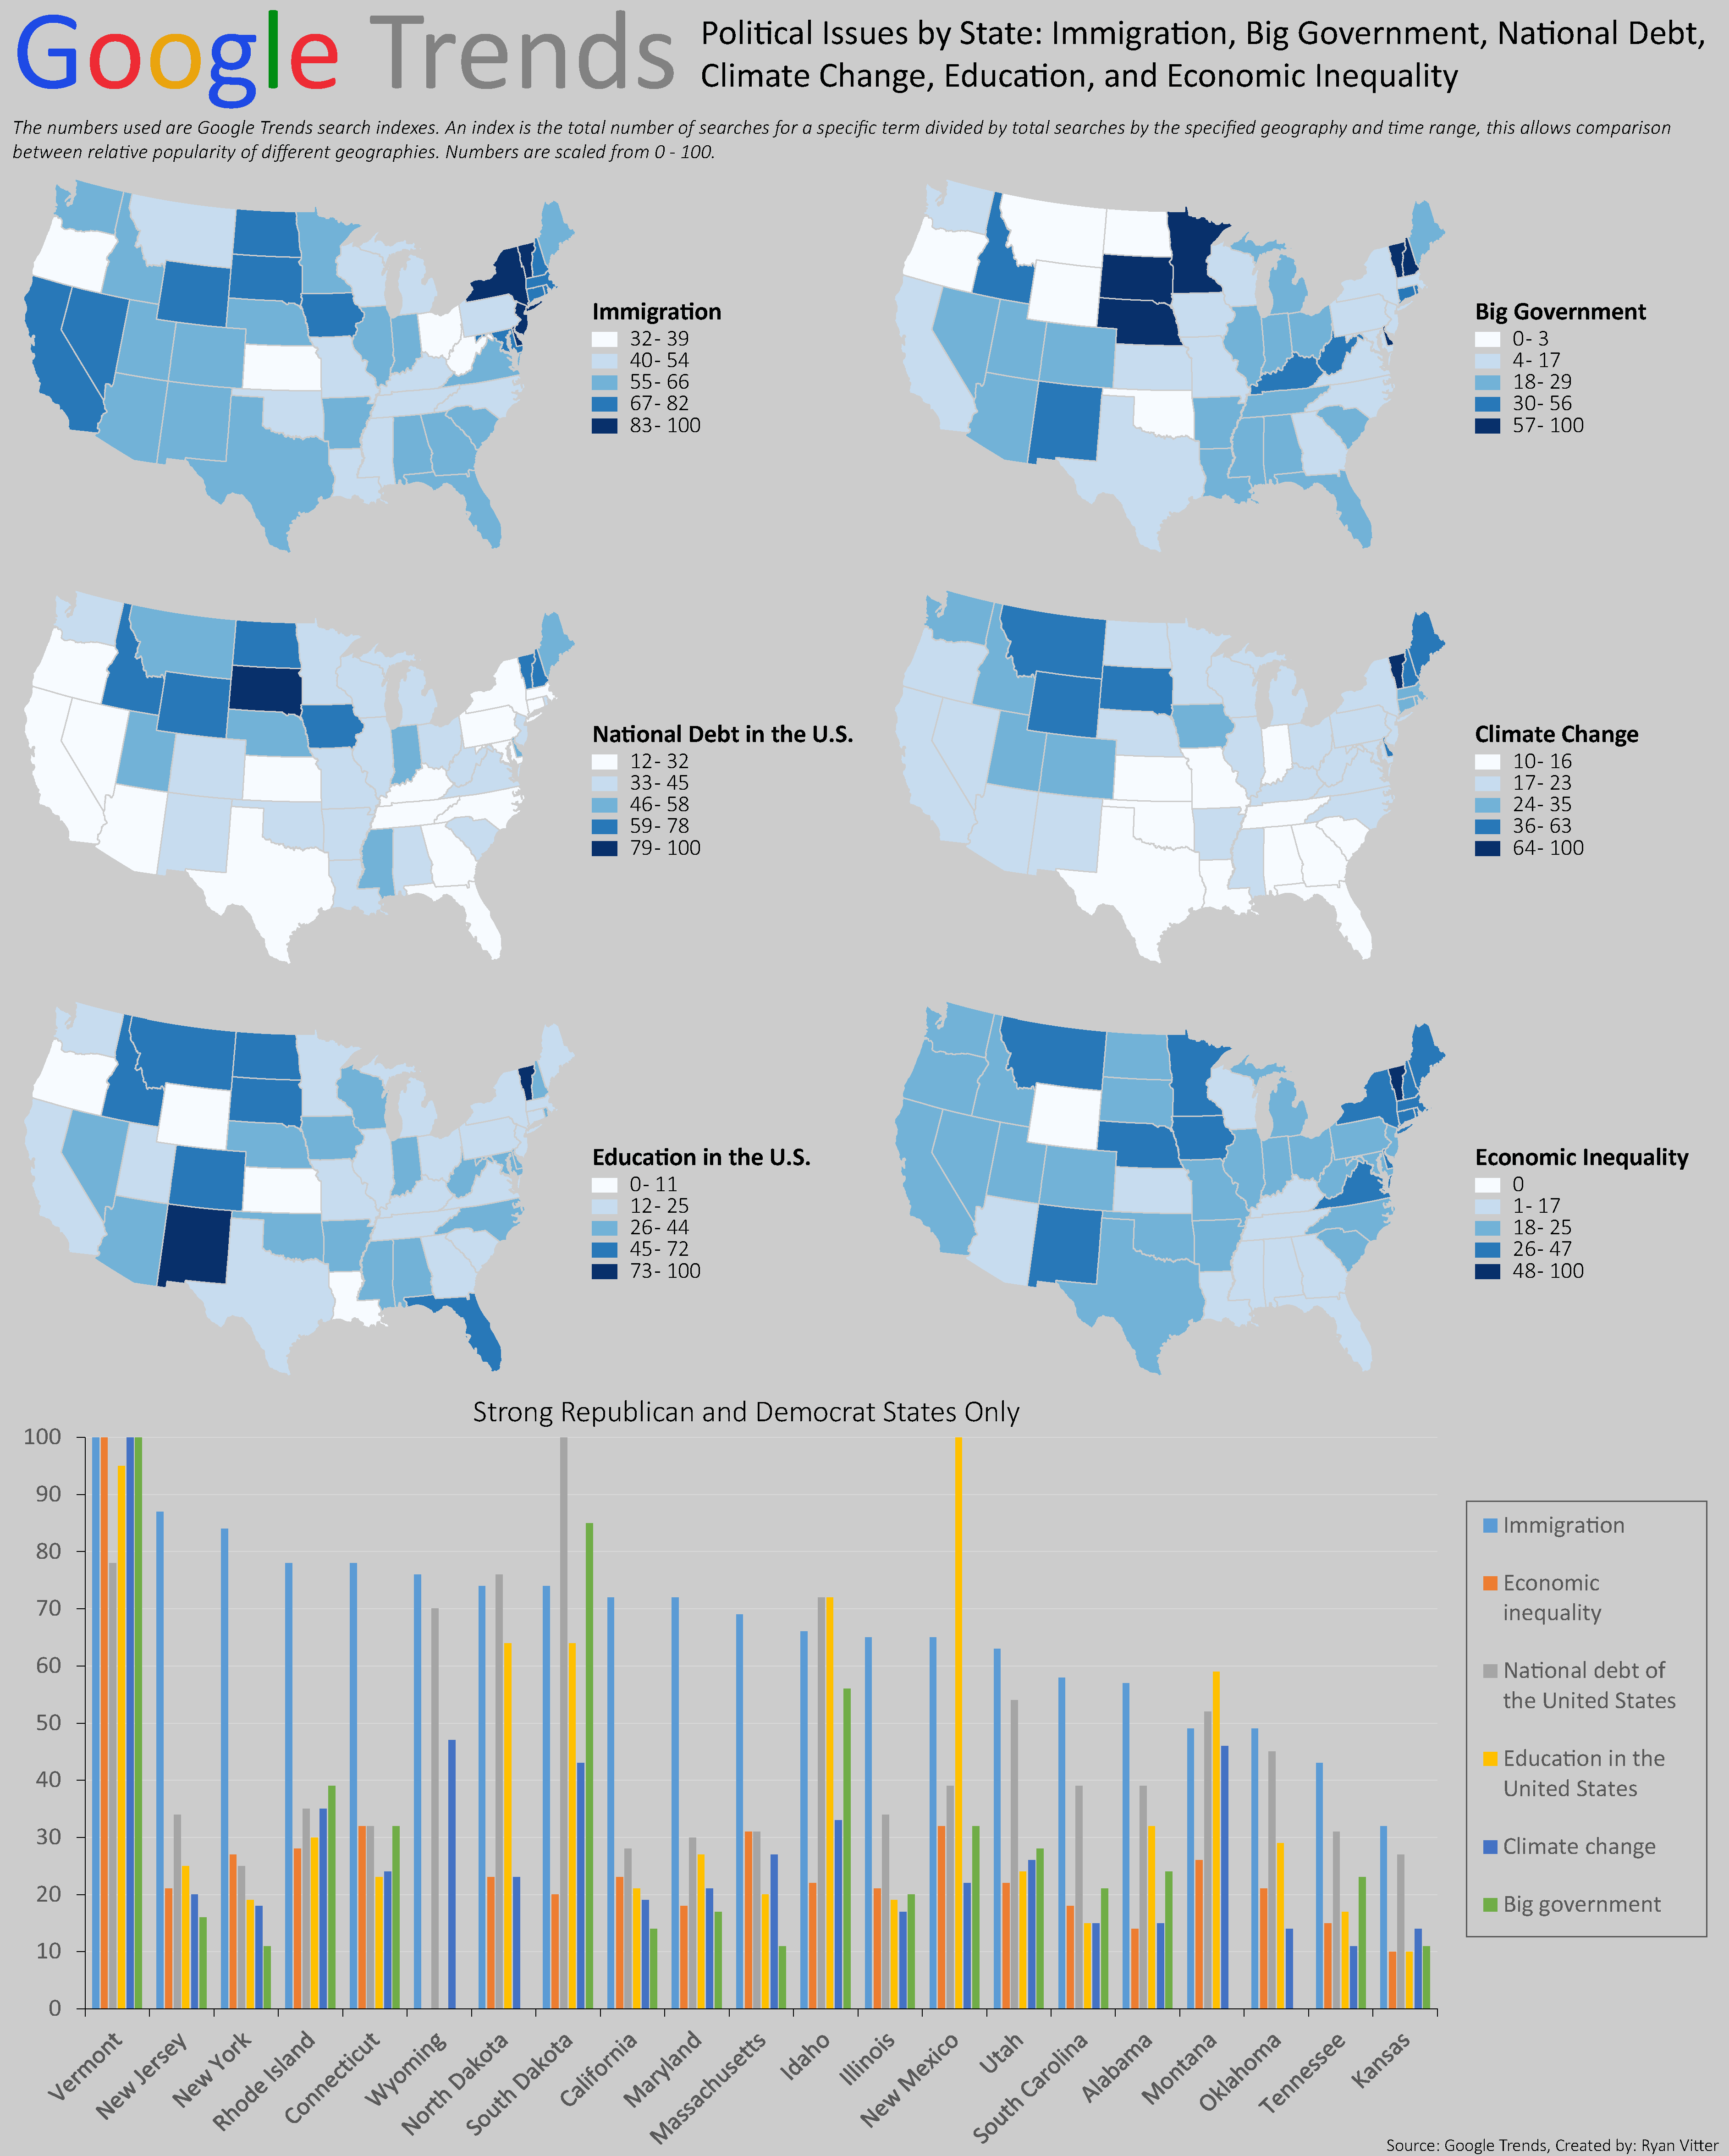 Google Trends
Political Issues by State: Immigration, Big Government, National Debt,
Climate Change, Education, and Economic Inequality
The numbers used are Google Trends search indexes. An index is the total number of searches for a specific term divided by total searches by the specified geography and time range, this allows comparison
between relative popularity of different geographies. Numbers are scaled from 0 - 100.
Immigration
32- 39
40- 54
55- 66
67- 82
83- 100
Big Government
0- 3
4- 17
18- 29
30- 56
57- 100
National Debt in the U.S.
12- 32
33- 45
46- 58
59- 78
79- 100
Climate Change
10- 16
17- 23
24- 35
36- 63
64- 100
Education in the U.S.
0- 11
12- 25
26- 44
45- 72
73- 100
Economic Inequality
0
1- 17
18- 25
26- 47
48- 100
Strong Republican and Democrat States Only
100
90
80
70
60
50
40
30
20
10
0
Vermont
New Jersey
New York
Rhode Island
Connecticut
Wyoming
North Dakota
South Dakota
California
Maryland
Massachusetts
Idaho
Illinois
New Mexico
Utah
South Carolina
Alabama
Montana
Oklahoma
Tennessee
Kansas
Immigration
Economic
inequality
National debt of
the United States
Education in the
United States
Climate change
Big government
Source: Google Trends, Created by: Ryan Vitter